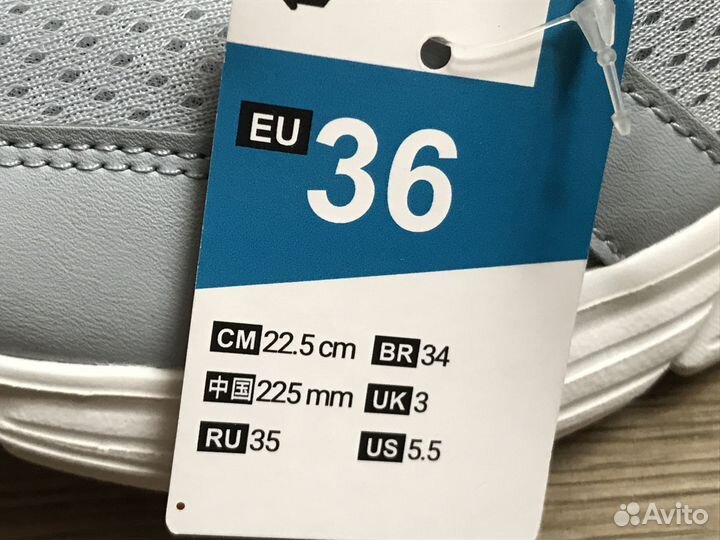 EU 36
CM 22.5 cm BR 34
中国 225 mm UK 3
RU 35 US 5.5
Avito